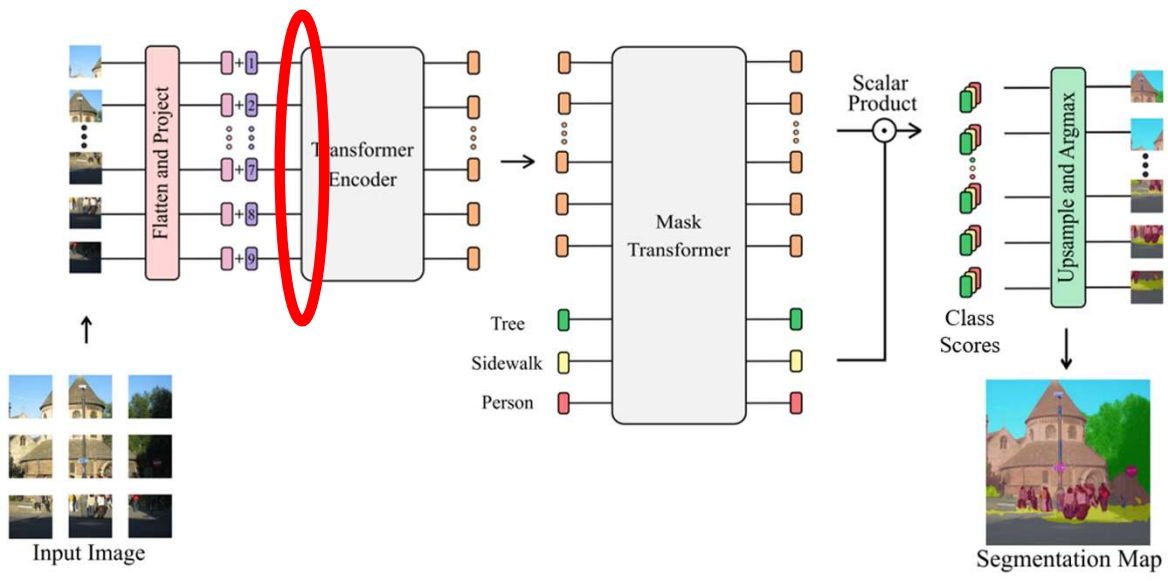 Flatten and Project
+ 1
+ 2
+ 7
+ 8
+ 9
Transformer
Encoder
Mask
Transformer
Tree
Sidewalk
Person
Scalar
Product
Class
Scores
Upsample and Argmax
Input Image
Segmentation Map